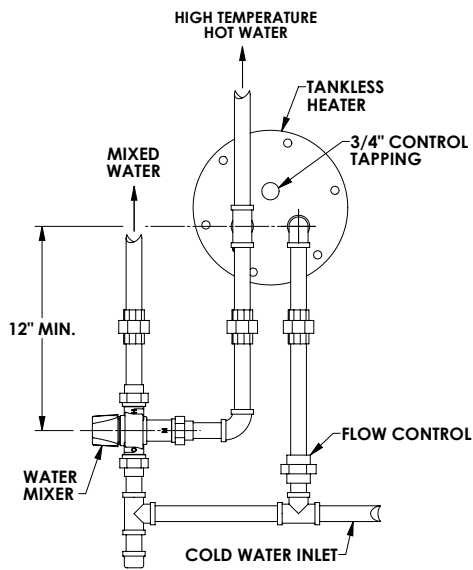 HIGH TEMPERATURE
HOT WATER
TANKLESS
HEATER
3/4" CONTROL
TAPPING
MIXED
WATER
12" MIN.
FLOW CONTROL
WATER
MIXER
COLD WATER INLET